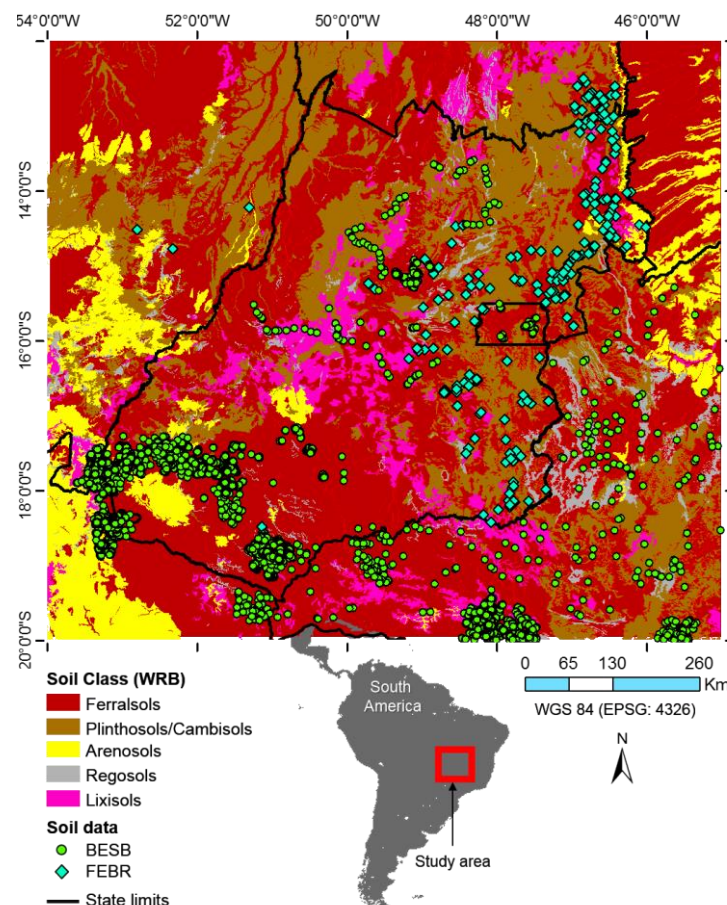 54°0'0"W 52°0'0"W 50°0'0"W 48°0'0"W 46°0'0"W
14°0'0"S
16°0'0"S
18°0'0"S
20°0'0"S
Soil Class (WRB)
Ferralsols
Plinthosols/Cambisols
Arenosols
Regosols
Lixisols
Soil data
BESB
FEBR
State limits
South
America
Study area
0 65 130 260
Km
WGS 84 (EPSG: 4326)
N